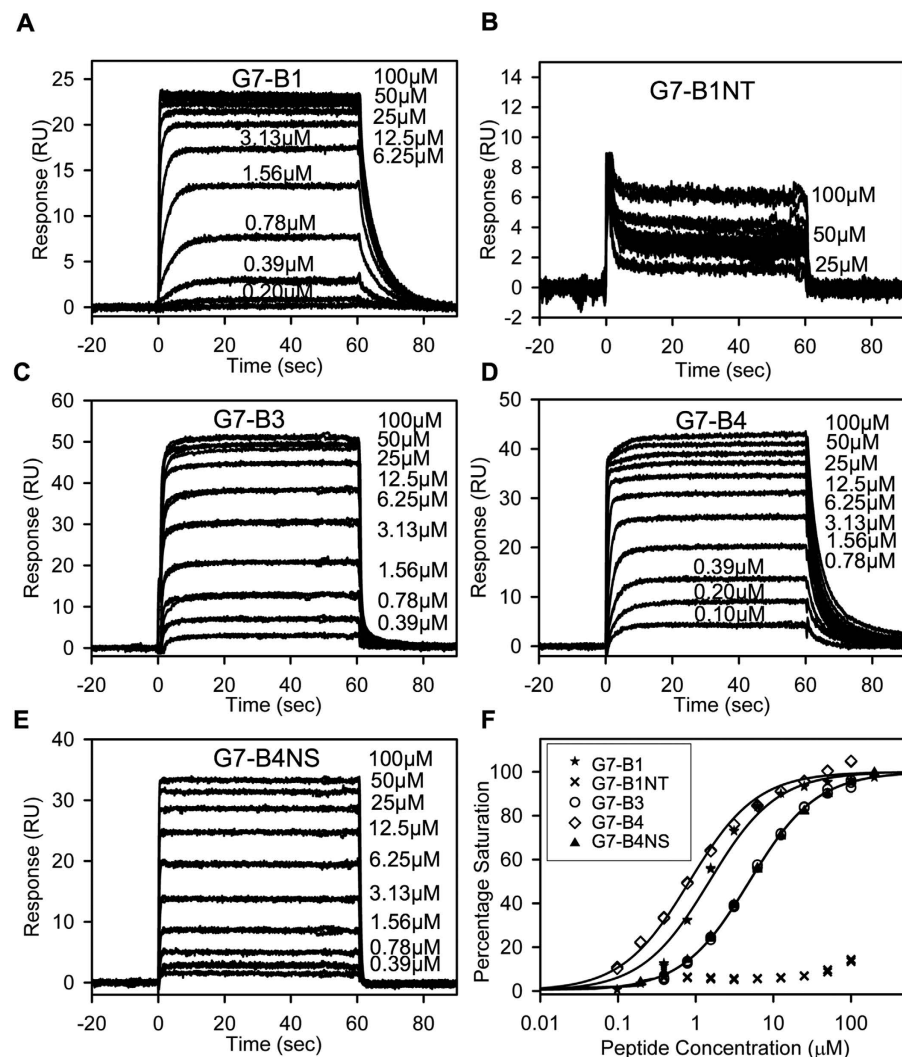 A
G7-B1
Response (RU)
25
20
15
10
5
0
100µM
50µM
25µM
12.5µM
6.25µM
3.13µM
1.56µM
0.78µM
0.39µM
0.20µM
-20 0 20 40 60 80
Time (sec)
B
G7-B1NT
Response (RU)
14
12
10
8
6
4
2
0
-2
100µM
50µM
25µM
-20 0 20 40 60 80
Time (sec)
C
G7-B3
Response (RU)
60
50
40
30
20
10
0
100µM
50µM
25µM
12.5µM
6.25µM
3.13µM
1.56µM
0.78µM
0.39µM
-20 0 20 40 60 80
Time (sec)
D
G7-B4
Response (RU)
50
40
30
20
10
0
100µM
50µM
25µM
12.5µM
6.25µM
3.13µM
1.56µM
0.78µM
0.39µM
0.20µM
0.10µM
-20 0 20 40 60 80
Time (sec)
E
G7-B4NS
Response (RU)
40
30
20
10
0
100µM
50µM
25µM
12.5µM
6.25µM
3.13µM
1.56µM
0.78µM
0.39µM
-20 0 20 40 60 80
Time (sec)
F
G7-B1
G7-B1NT
G7-B3
G7-B4
G7-B4NS
Percentage Saturation
100
80
60
40
20
0
0.01 0.1 1 10 100
Peptide Concentration (µM)